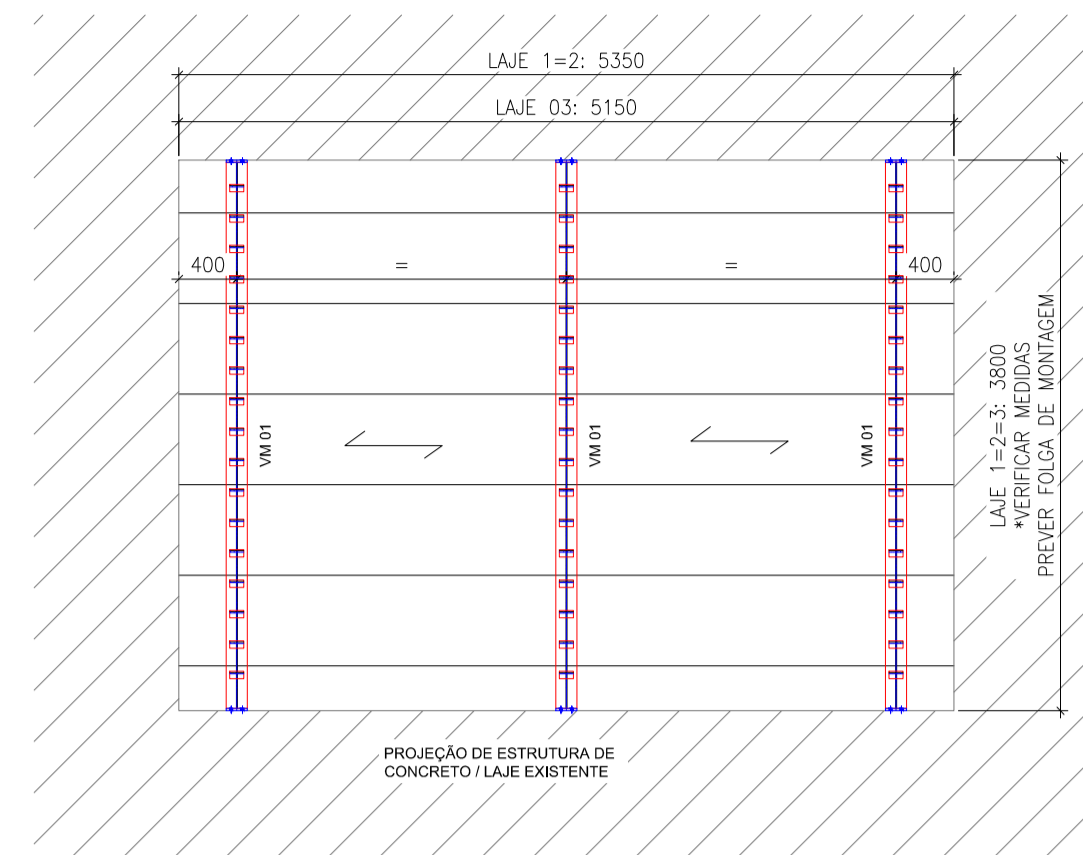 LAJE 1=2: 5350
LAJE 03: 5150
400
=
=
400
VM 01
VM 01
VM 01
LAJE 1=2=3: 3800
*VERIFICAR MEDIDAS
PREVER FOLGA DE MONTAGEM
PROJEÇÃO DE ESTRUTURA DE
CONCRETO / LAJE EXISTENTE